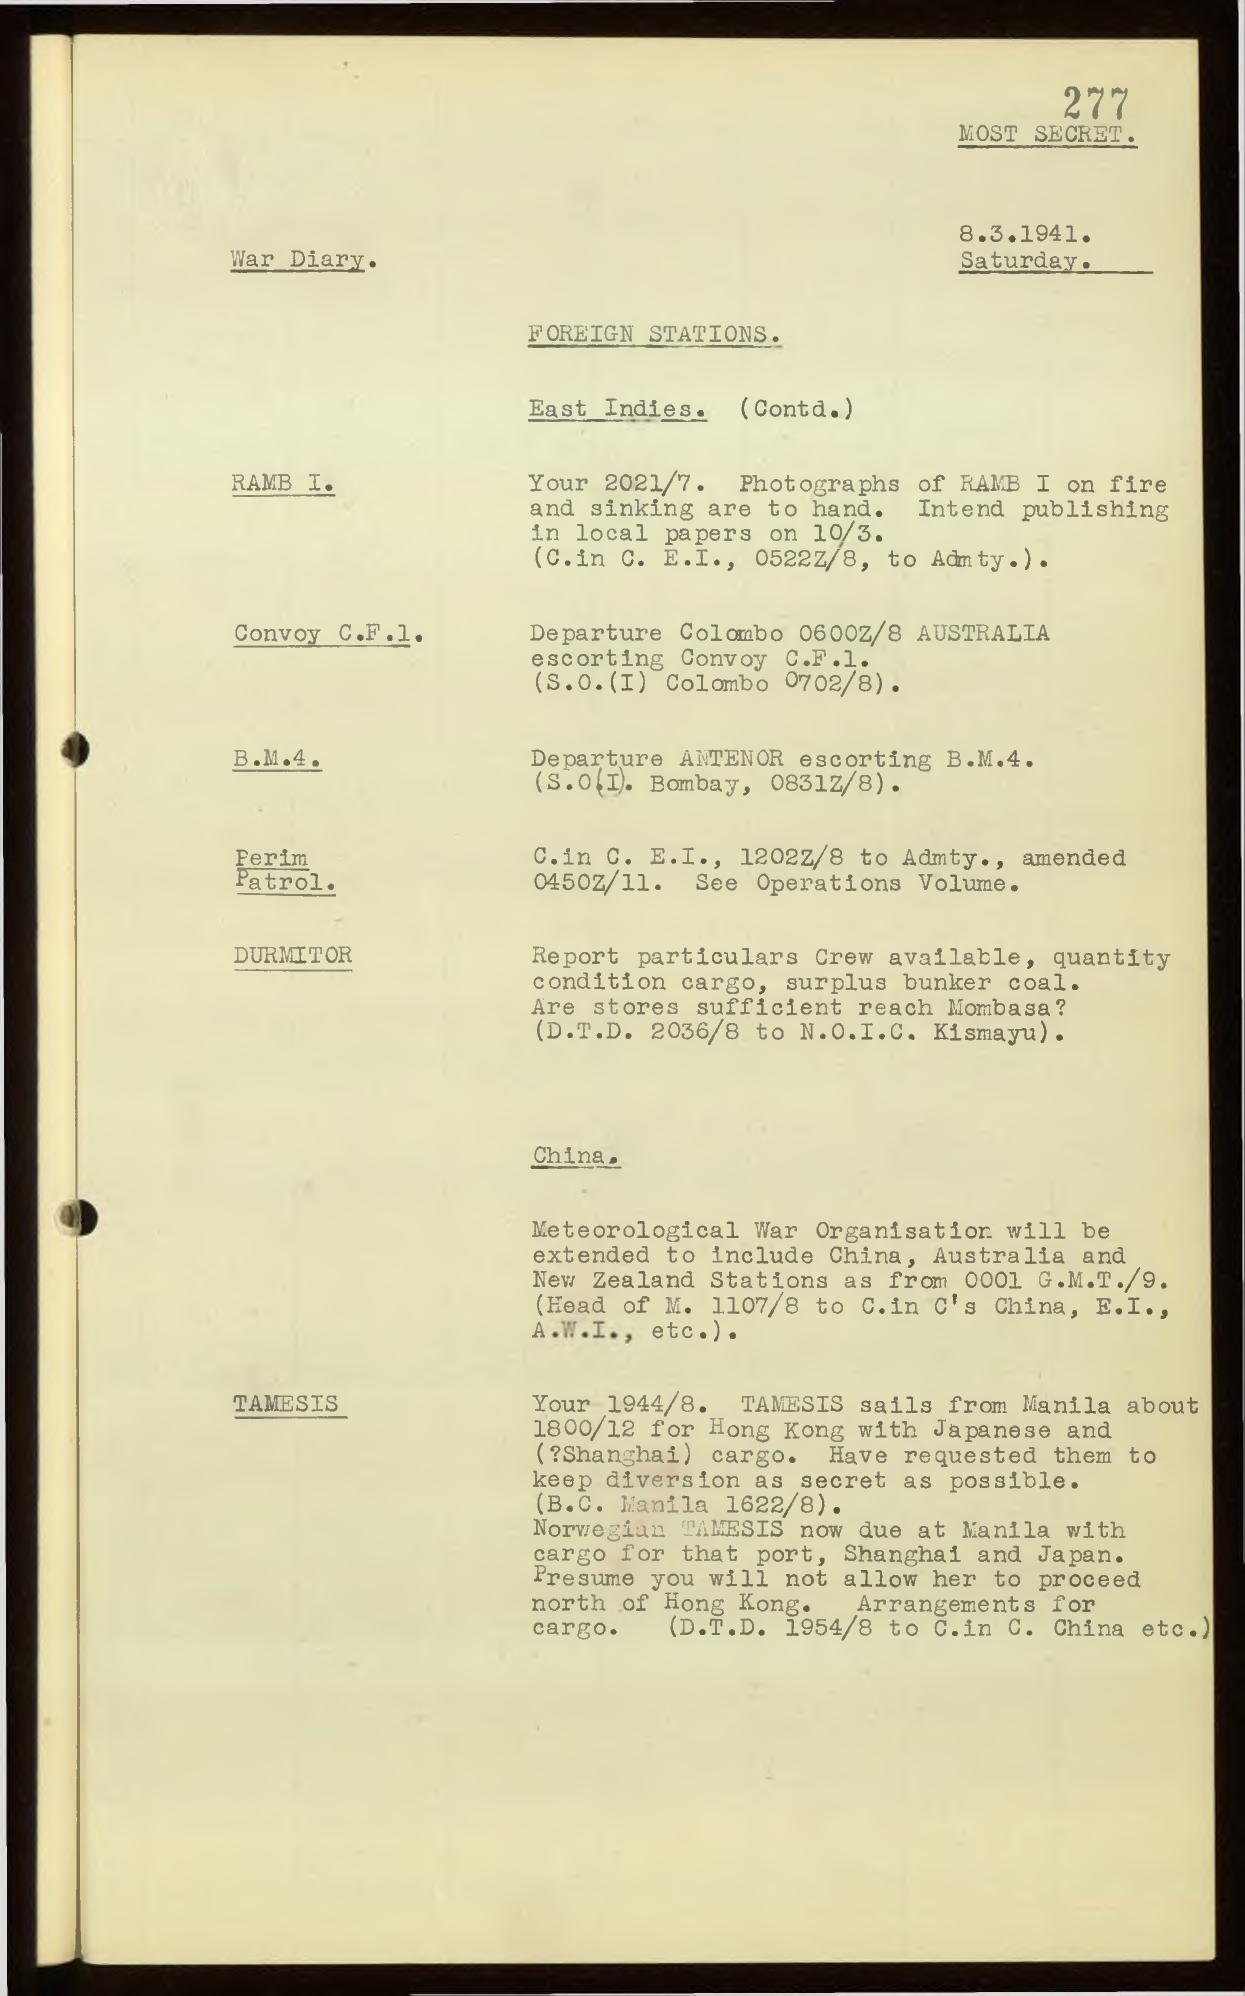 277
MOST SECRET.
8.3.1941.
War Diary.
Saturday.
FOREIGN STATIONS.
East Indies. (Contd.)
RAMB I.
Your 2021/7. Photographs of RAMB I on fire
and sinking are to hand. Intend publishing
in local papers on 10/3.
(C.in C. E.I., 0522Z/8, to Admty.).
Convoy C.F.1.
Departure Colombo 0600Z/8 AUSTRALIA
escorting Convoy C.F.1.
(S.O.(I) Colombo 0702/8).
B.M.4.
Departure ANTENOR escorting B.M.4.
(S.O(I). Bombay, 0831Z/8).
Perim
Patrol.
C.in C. E.I., 1202Z/8 to Admty., amended
0450Z/11. See Operations Volume.
DURMITOR
Report particulars Crew available, quantity
condition cargo, surplus bunker coal.
Are stores sufficient reach Mombasa?
(D.T.D. 2036/8 to N.O.I.C. Kismayu).
China.
Meteorological War Organisation will be
extended to include China, Australia and
New Zealand Stations as from 0001 G.M.T./9.
(Head of M. 1107/8 to C.in C's China, E.I.,
A.W.I., etc.).
TAMESIS
Your 1944/8. TAMESIS sails from Manila about
1800/12 for Hong Kong with Japanese and
(?Shanghai) cargo. Have requested them to
keep diversion as secret as possible.
(B.C. Manila 1622/8).
Norwegian TAMESIS now due at Manila with
cargo for that port, Shanghai and Japan.
Presume you will not allow her to proceed
north of Hong Kong. Arrangements for
cargo. (D.T.D. 1954/8 to C.in C. China etc.)